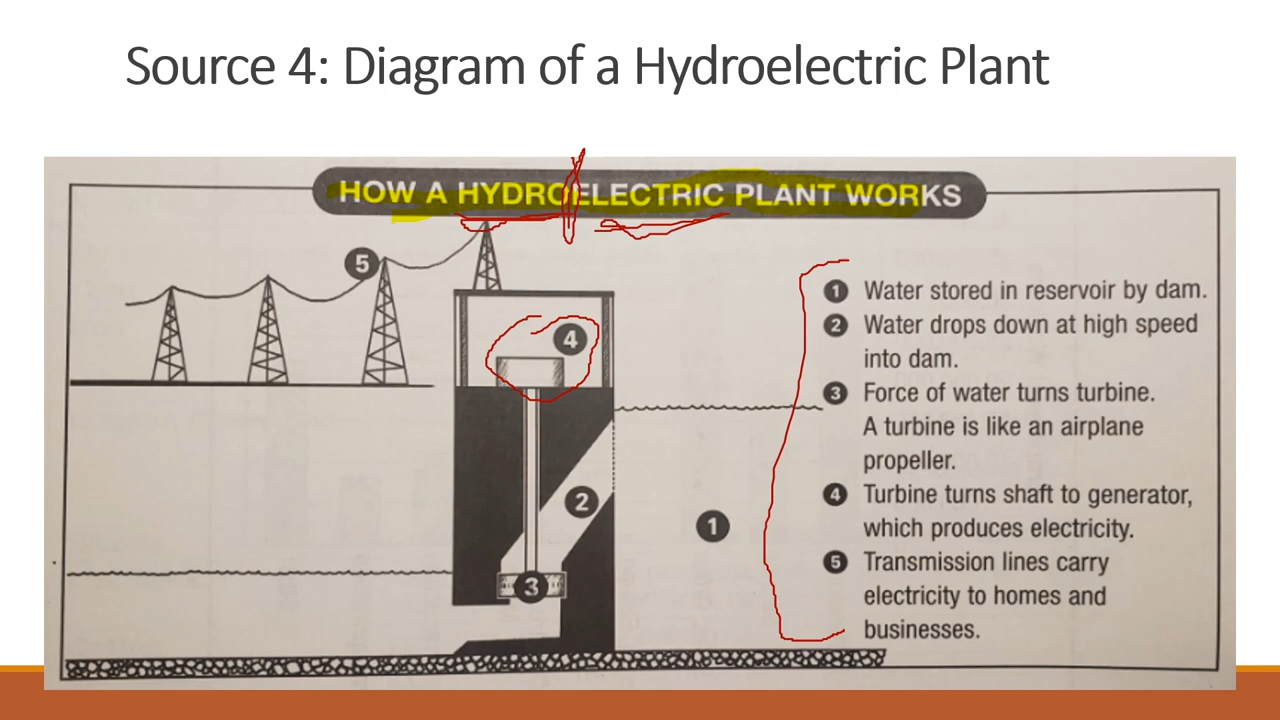 Source 4: Diagram of a Hydroelectric Plant
HOW A HYDROELECTRIC PLANT WORKS
5
4
2
1
3
1 Water stored in reservoir by dam.
2 Water drops down at high speed
into dam.
3 Force of water turns turbine.
A turbine is like an airplane
propeller.
4 Turbine turns shaft to generator,
which produces electricity.
5 Transmission lines carry
electricity to homes and
businesses.